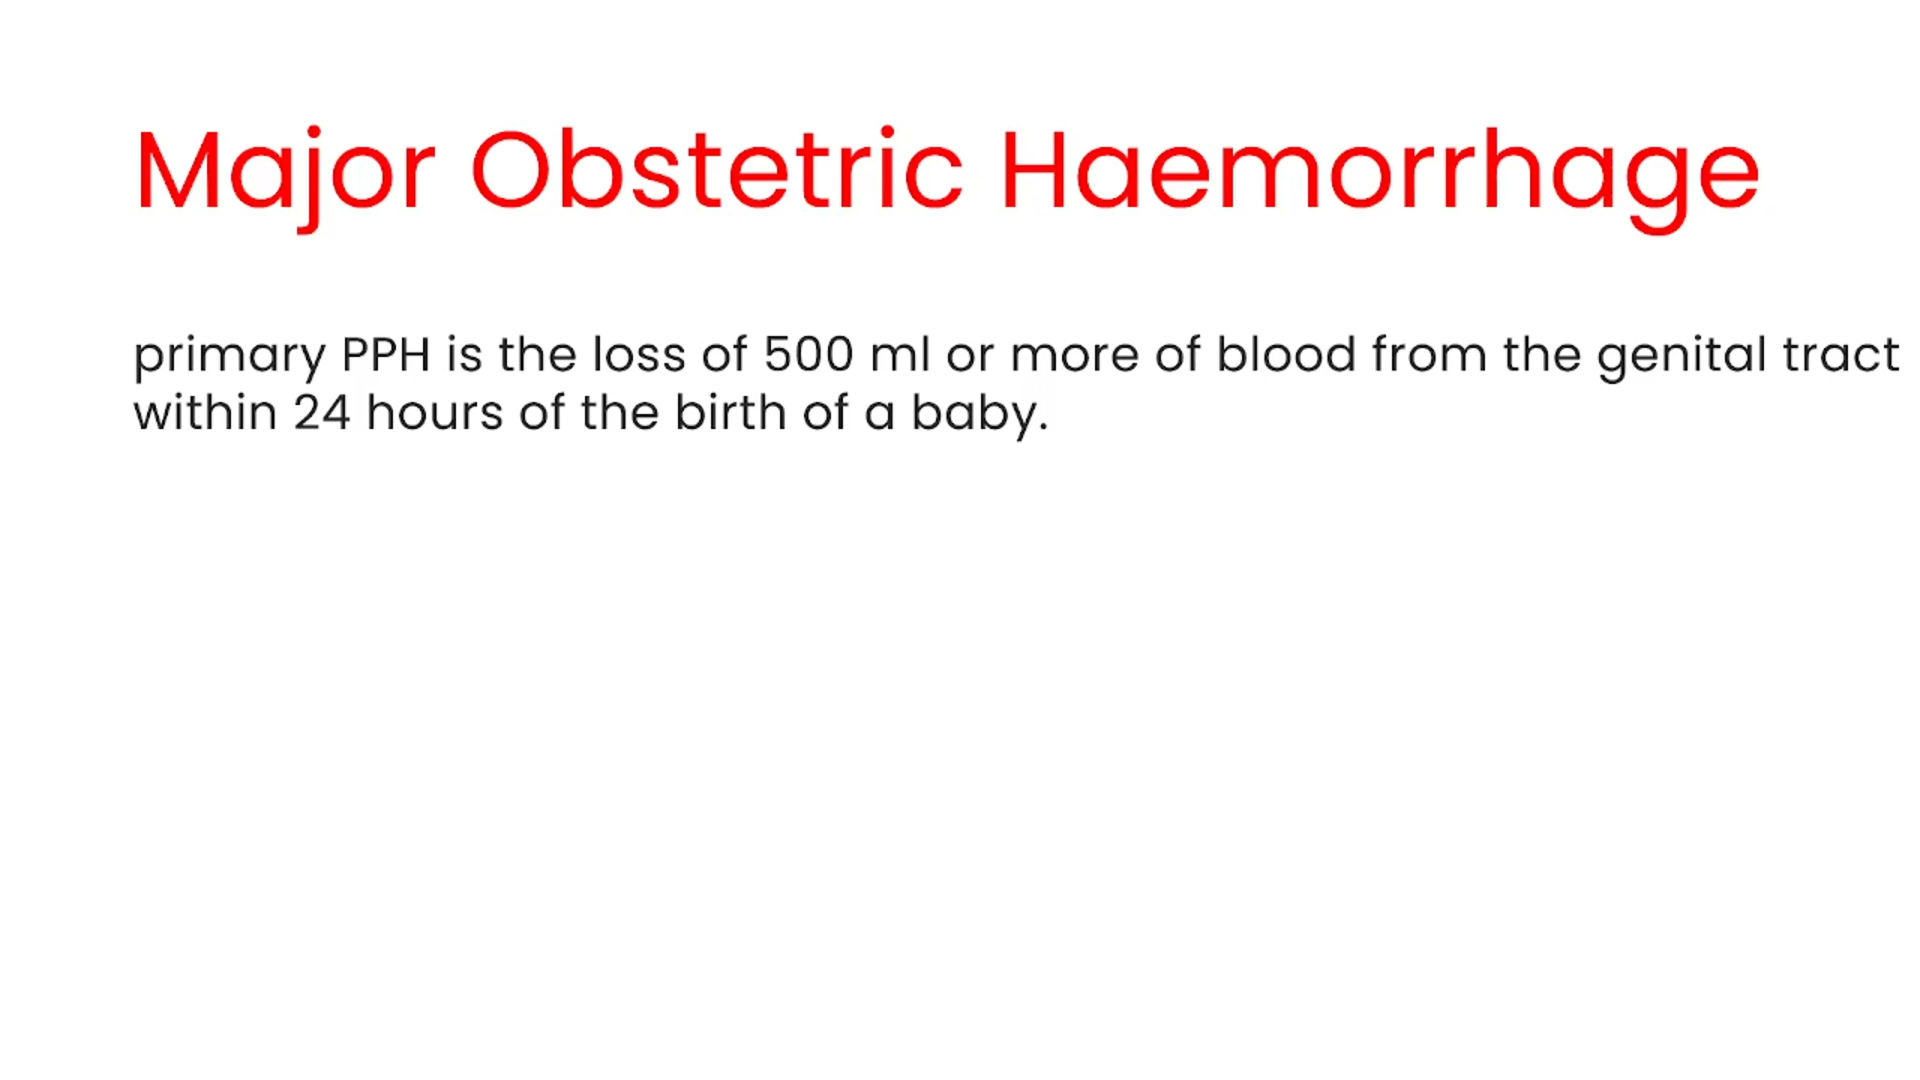 Major Obstetric Haemorrhage
primary PPH is the loss of 500 ml or more of blood from the genital tract
within 24 hours of the birth of a baby.